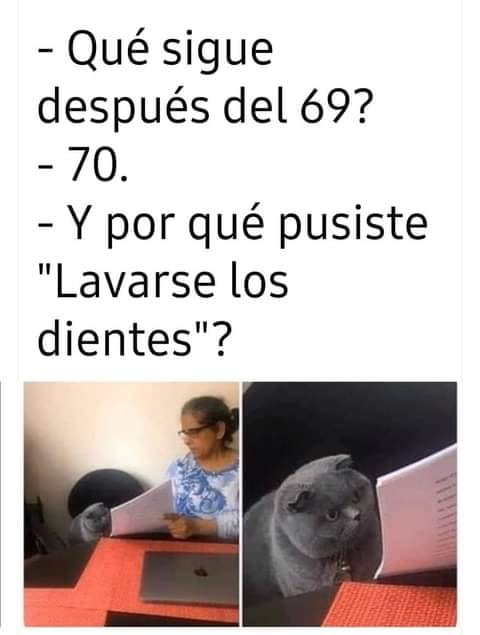 - Qué sigue
después del 69?
- 70.
- Y por qué pusiste
"Lavarse los
dientes"?